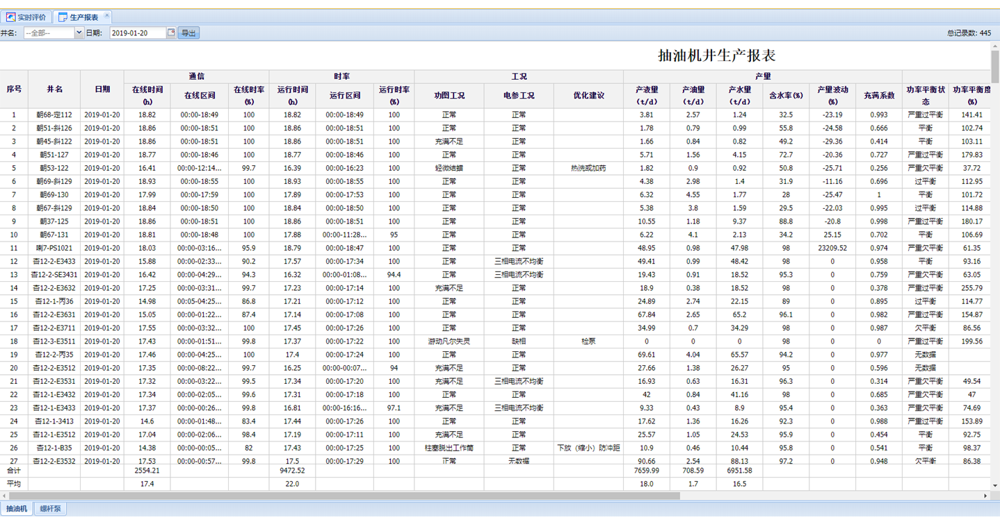 实时评价 生产报表
井名: --全部-- 日期: 2019-01-20 导出 总记录数: 445
抽油机井生产报表
通信 时率 工况 产量
序号 井名 日期 在线时间(h) 在线区间 在线时率(%) 运行时间(h) 运行区间 运行时率(%) 功图工况 电参工况 优化建议 产液量(t/d) 产油量(t/d) 产水量(t/d) 含水率(%) 产量波动(%) 充满系数 功率平衡状态 功率平衡度(%)
1 朝68-定112 2019-01-20 18.82 00:00-18:49 100 18.82 00:00-18:49 100 正常 正常 3.81 2.57 1.24 32.5 -23.19 0.993 严重过平衡 141.41
2 朝51-斜126 2019-01-20 18.86 00:00-18:51 100 18.86 00:00-18:51 100 正常 正常 1.78 0.79 0.99 55.8 -24.58 0.666 平衡 102.74
3 朝45-斜122 2019-01-20 18.86 00:00-18:51 100 18.86 00:00-18:51 100 充满不足 正常 1.66 0.84 0.82 49.2 -29.36 0.414 平衡 103.11
4 朝51-127 2019-01-20 18.77 00:00-18:46 100 18.77 00:00-18:46 100 正常 正常 5.71 1.56 4.15 72.7 -20.36 0.727 严重过平衡 179.83
5 朝53-122 2019-01-20 16.41 00:00-12:14... 99.7 16.39 00:00-16:23 100 轻微结蜡 正常 热洗或加药 1.82 0.9 0.92 50.8 -25.71 0.256 严重欠平衡 37.72
6 朝69-斜129 2019-01-20 18.93 00:00-18:55 100 18.93 00:00-18:55 100 正常 正常 4.38 2.98 1.4 31.9 -11.16 0.696 过平衡 112.95
7 朝69-130 2019-01-20 17.99 00:00-17:59 100 17.89 00:00-17:53 100 正常 正常 6.32 4.55 1.77 28 -25.47 1 平衡 101.72
8 朝67-斜129 2019-01-20 18.84 00:00-18:50 100 18.84 00:00-18:50 100 正常 正常 5.38 3.8 1.59 29.5 -22.03 0.995 过平衡 114.88
9 朝37-125 2019-01-20 18.86 00:00-18:51 100 18.86 00:00-18:51 100 正常 正常 10.55 1.18 9.37 88.8 -20.8 0.998 严重过平衡 180.17
10 朝67-131 2019-01-20 18.81 00:00-18:48 100 17.88 00:00-11:28... 95 正常 正常 6.22 4.1 2.13 34.2 25.15 0.702 平衡 106.69
11 喇7-PS1021 2019-01-20 18.03 00:00-03:16... 95.9 18.79 00:00-18:47 100 正常 正常 48.95 0.98 47.98 98 23209.52 0.974 严重欠平衡 61.35
12 杏12-2-E3433 2019-01-20 15.88 00:00-02:33... 90.2 17.57 00:00-17:34 100 正常 三相电流不均衡 49.41 0.99 48.42 98 0 0.958 平衡 93.16
13 杏12-2-SE3431 2019-01-20 16.42 00:00-04:29... 94.3 16.32 00:00-01:08... 94.4 正常 三相电流不均衡 19.43 0.91 18.52 95.3 0 0.759 严重欠平衡 63.05
14 杏12-2-E3632 2019-01-20 17.25 00:00-03:31... 99.7 17.23 00:00-17:14 100 充满不足 正常 18.9 0.38 18.52 98 0 0.378 严重过平衡 255.79
15 杏12-1-丙36 2019-01-20 14.98 00:05-04:25... 86.8 17.21 00:00-17:12 100 正常 正常 24.89 2.74 22.15 89 0 0.895 过平衡 114.77
16 杏12-2-E3631 2019-01-20 15.05 00:00-01:22... 87.4 17.14 00:00-17:08 100 正常 正常 67.84 2.65 65.2 96.1 0 0.982 严重过平衡 154.87
17 杏12-2-E3711 2019-01-20 17.55 00:00-03:32... 100 17.45 00:00-17:26 100 正常 正常 34.99 0.7 34.29 98 0 0.987 欠平衡 86.56
18 杏12-3-E3511 2019-01-20 17.43 00:00-01:51... 99.8 17.37 00:00-17:22 100 游动凡尔失灵 缺相 检泵 0 0 0 98 0 0 严重过平衡 199.56
19 杏12-2-丙35 2019-01-20 17.46 00:00-04:25... 100 17.4 00:00-17:24 100 正常 正常 69.61 4.04 65.57 94.2 0 0.977 无数据
20 杏12-2-E3512 2019-01-20 17.35 00:00-08:22... 99.7 16.25 00:00-00:07... 94 充满不足 正常 27.66 1.38 26.27 95 0 0.596 无数据
21 杏12-2-E3531 2019-01-20 17.32 00:00-03:22... 99.5 17.34 00:00-17:20 100 充满不足 三相电流不均衡 16.93 0.63 16.31 96.3 0 0.314 严重欠平衡 49.54
22 杏12-1-E3432 2019-01-20 17.34 00:00-02:05... 99.6 17.31 00:00-17:18 100 正常 正常 42 0.84 41.16 98 0 0.685 严重欠平衡 47
23 杏12-1-E3433 2019-01-20 17.37 00:00-00:26... 99.8 16.81 00:00-16:16... 97.1 充满不足 三相电流不均衡 9.33 0.43 8.9 95.4 0 0.363 严重欠平衡 74.69
24 杏12-1-3413 2019-01-20 14.6 00:00-01:48... 83.4 17.44 00:00-17:26 100 正常 正常 17.62 1.36 16.26 92.3 0 0.988 严重过平衡 153.89
25 杏12-1-E3512 2019-01-20 17.04 00:00-02:06... 98.4 17.19 00:00-17:11 100 充满不足 正常 25.57 1.05 24.53 95.9 0 0.454 平衡 92.75
26 杏12-1-B35 2019-01-20 14.38 00:00-00:05... 82 17.43 00:00-17:25 100 柱塞脱出工作筒 正常 下放（缩小）防冲距 10.9 0.46 10.44 95.8 0 0.541 平衡 98.37
27 杏12-2-E3532 2019-01-20 17.53 00:00-00:57... 99.8 17.5 00:00-17:29 100 正常 无数据 90.66 2.54 88.13 97.2 0 0.948 欠平衡 86.38
合计 2554.21 9472.52 7659.99 708.59 6951.58
平均 17.4 22.0 18.0 1.7 16.5
抽油机 螺杆泵